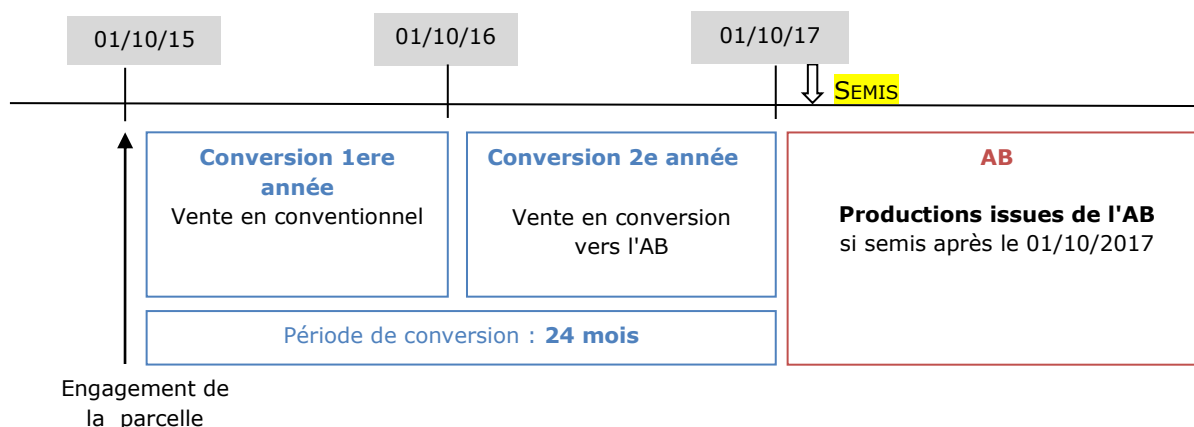 01/10/15
01/10/16
01/10/17
SEMIS
Conversion 1ere
année
Vente en conventionnel
Conversion 2e année
Vente en conversion
vers l'AB
AB
Productions issues de l'AB
si semis après le 01/10/2017
Période de conversion : 24 mois
Engagement de
la parcelle